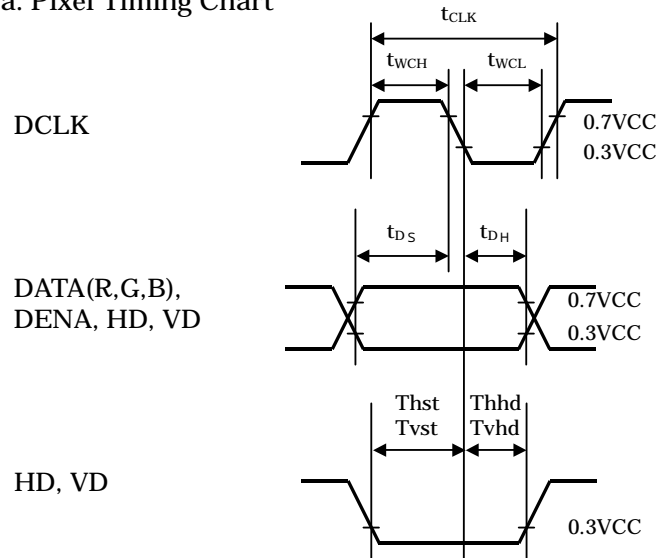 a. Pixel Timing Chart
tCLK
tWCH tWCL
DCLK
0.7VCC
0.3VCC
tDS tDH
DATA(R,G,B),
DENA, HD, VD
0.7VCC
0.3VCC
Thst Thhd
Tvst Tvhd
HD, VD
0.3VCC